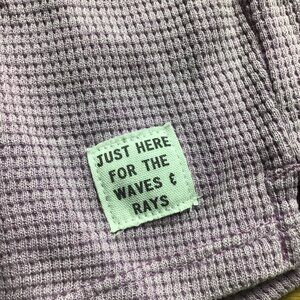 JUST HERE
FOR THE
WAVES &
RAYS